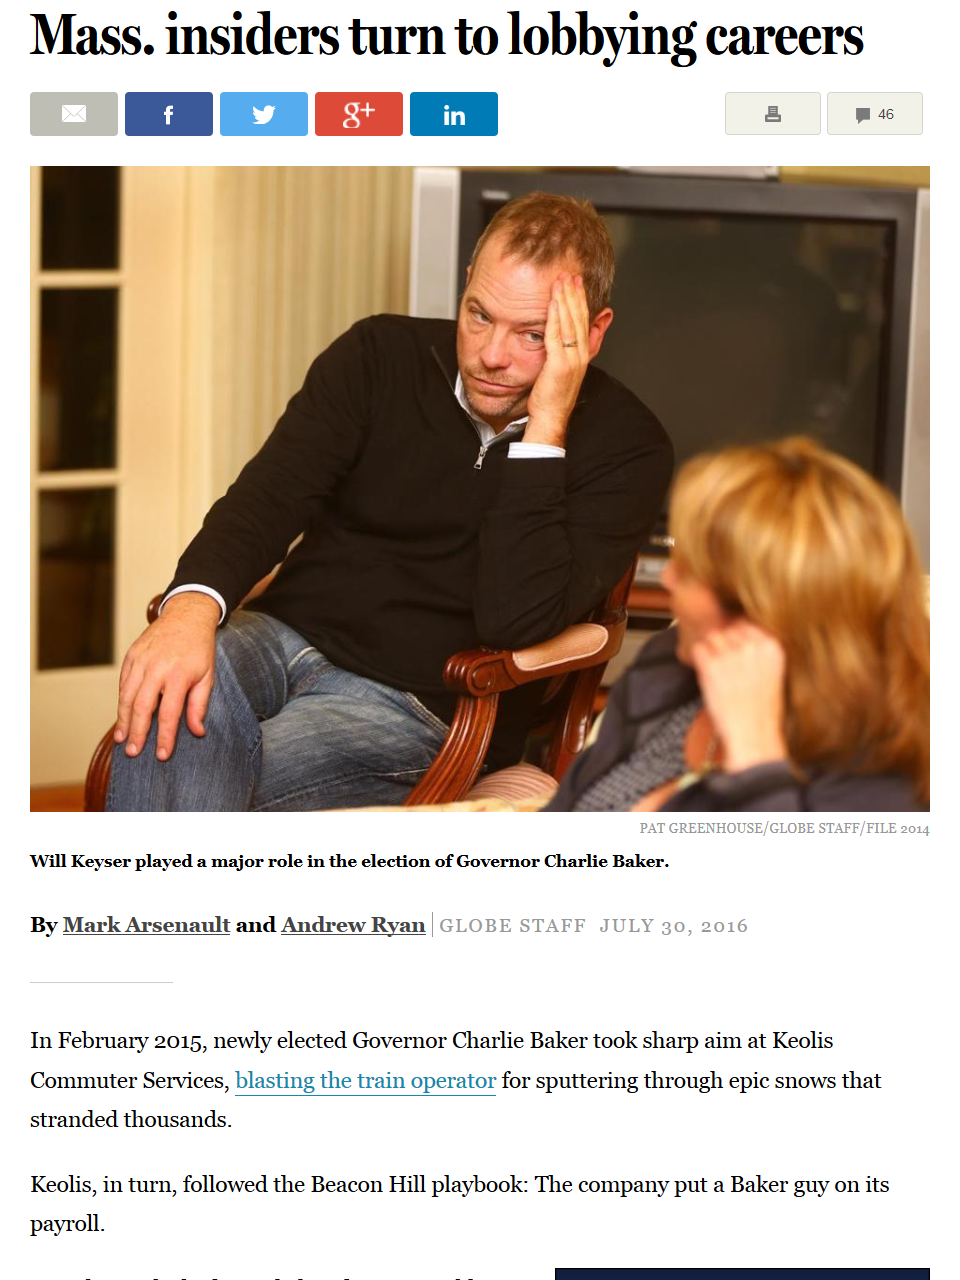 Mass. insiders turn to lobbying careers
f
g+
in
46
PAT GREENHOUSE/GLOBE STAFF/FILE 2014
Will Keyser played a major role in the election of Governor Charlie Baker.
By Mark Arsenault and Andrew Ryan GLOBE STAFF JULY 30, 2016
In February 2015, newly elected Governor Charlie Baker took sharp aim at Keolis
Commuter Services, blasting the train operator for sputtering through epic snows that
stranded thousands.
Keolis, in turn, followed the Beacon Hill playbook: The company put a Baker guy on its
payroll.